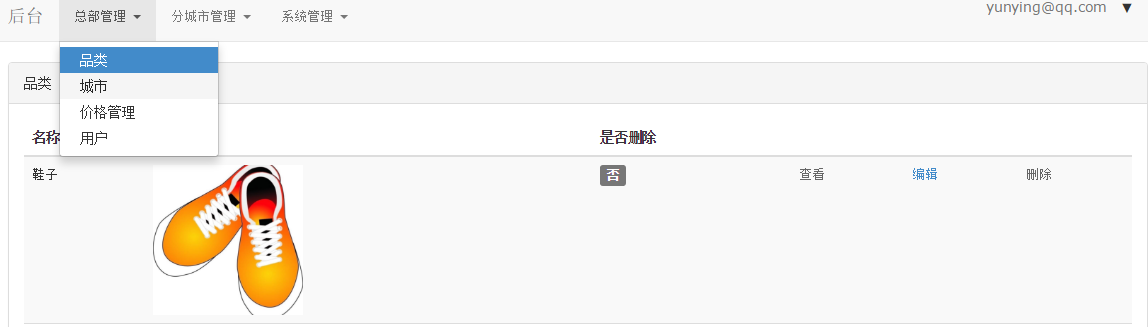 后台 总部管理 分城市管理 系统管理 yunying@qq.com
品类
城市
价格管理
用户
品类
名称 是否删除
鞋子 否 查看 编辑 删除